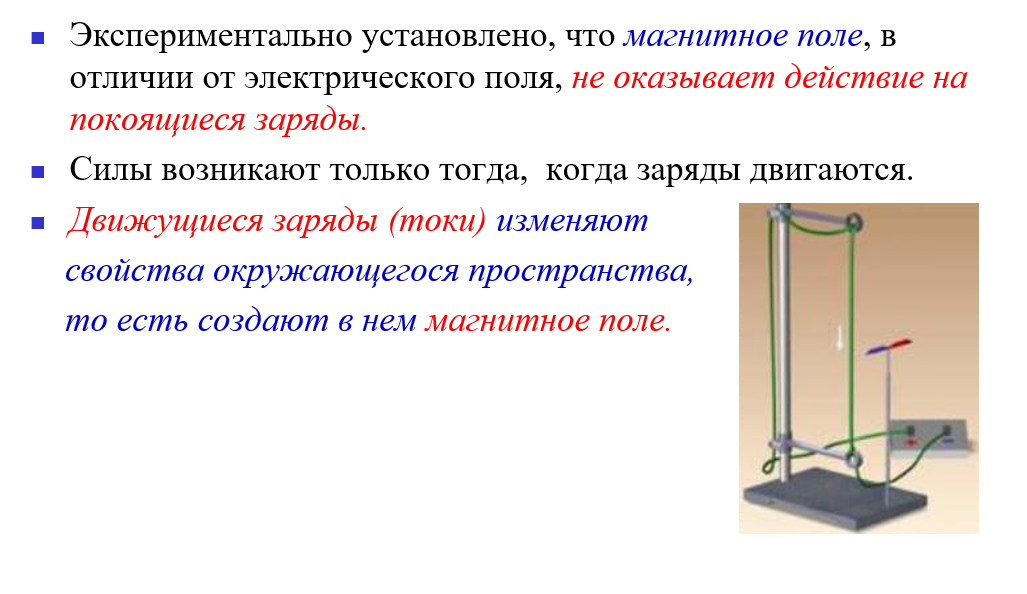 Экспериментально установлено, что магнитное поле, в
отличии от электрического поля, не оказывает действие на
покоящиеся заряды.
Силы возникают только тогда, когда заряды двигаются.
Движущиеся заряды (токи) изменяют
свойства окружающегося пространства,
то есть создают в нем магнитное поле.